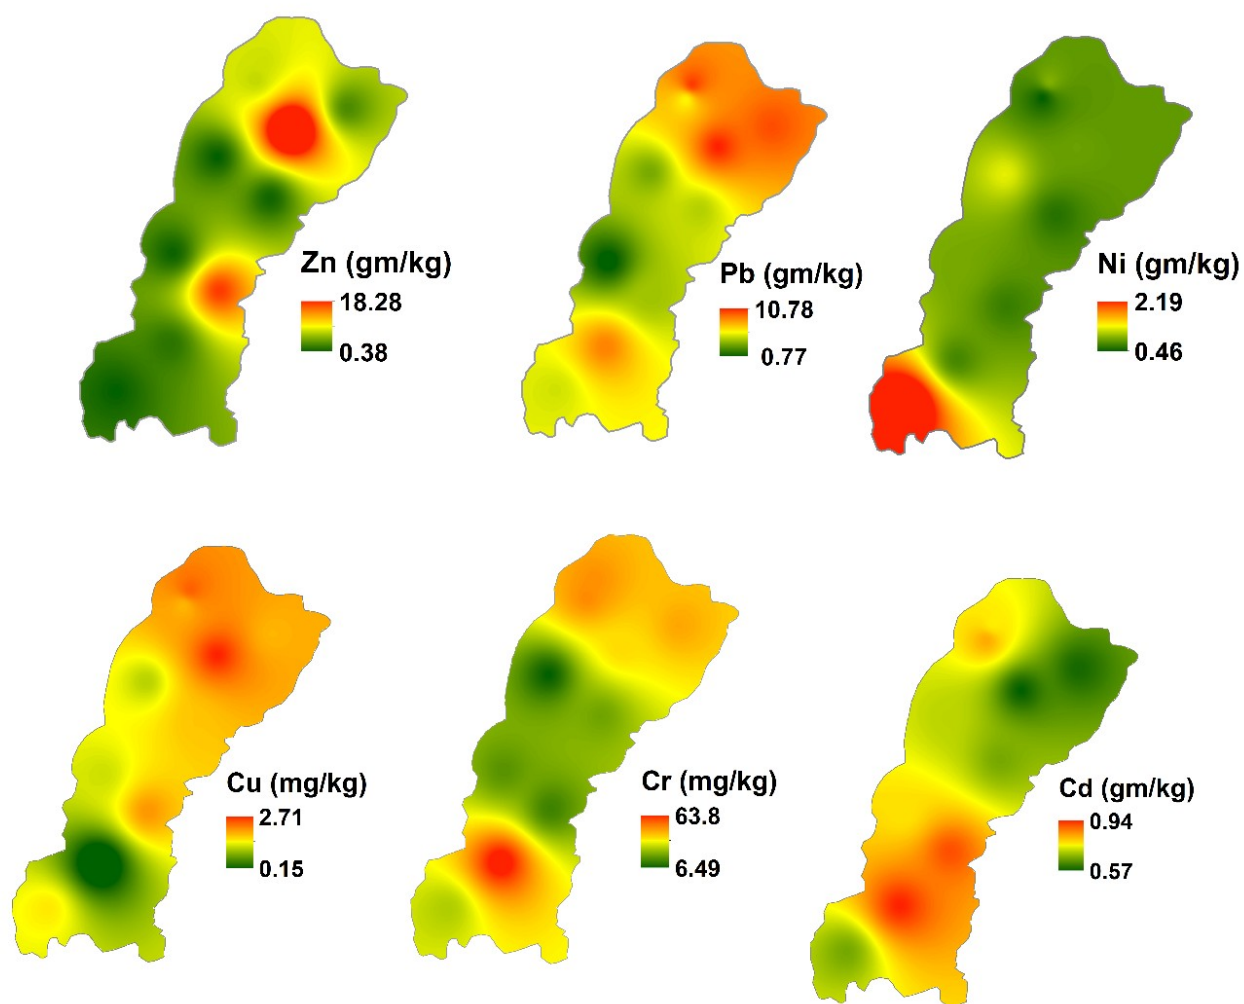 Zn (gm/kg)
18.28
0.38
Pb (gm/kg)
10.78
0.77
Ni (gm/kg)
2.19
0.46
Cu (mg/kg)
2.71
0.15
Cr (mg/kg)
63.8
6.49
Cd (gm/kg)
0.94
0.57